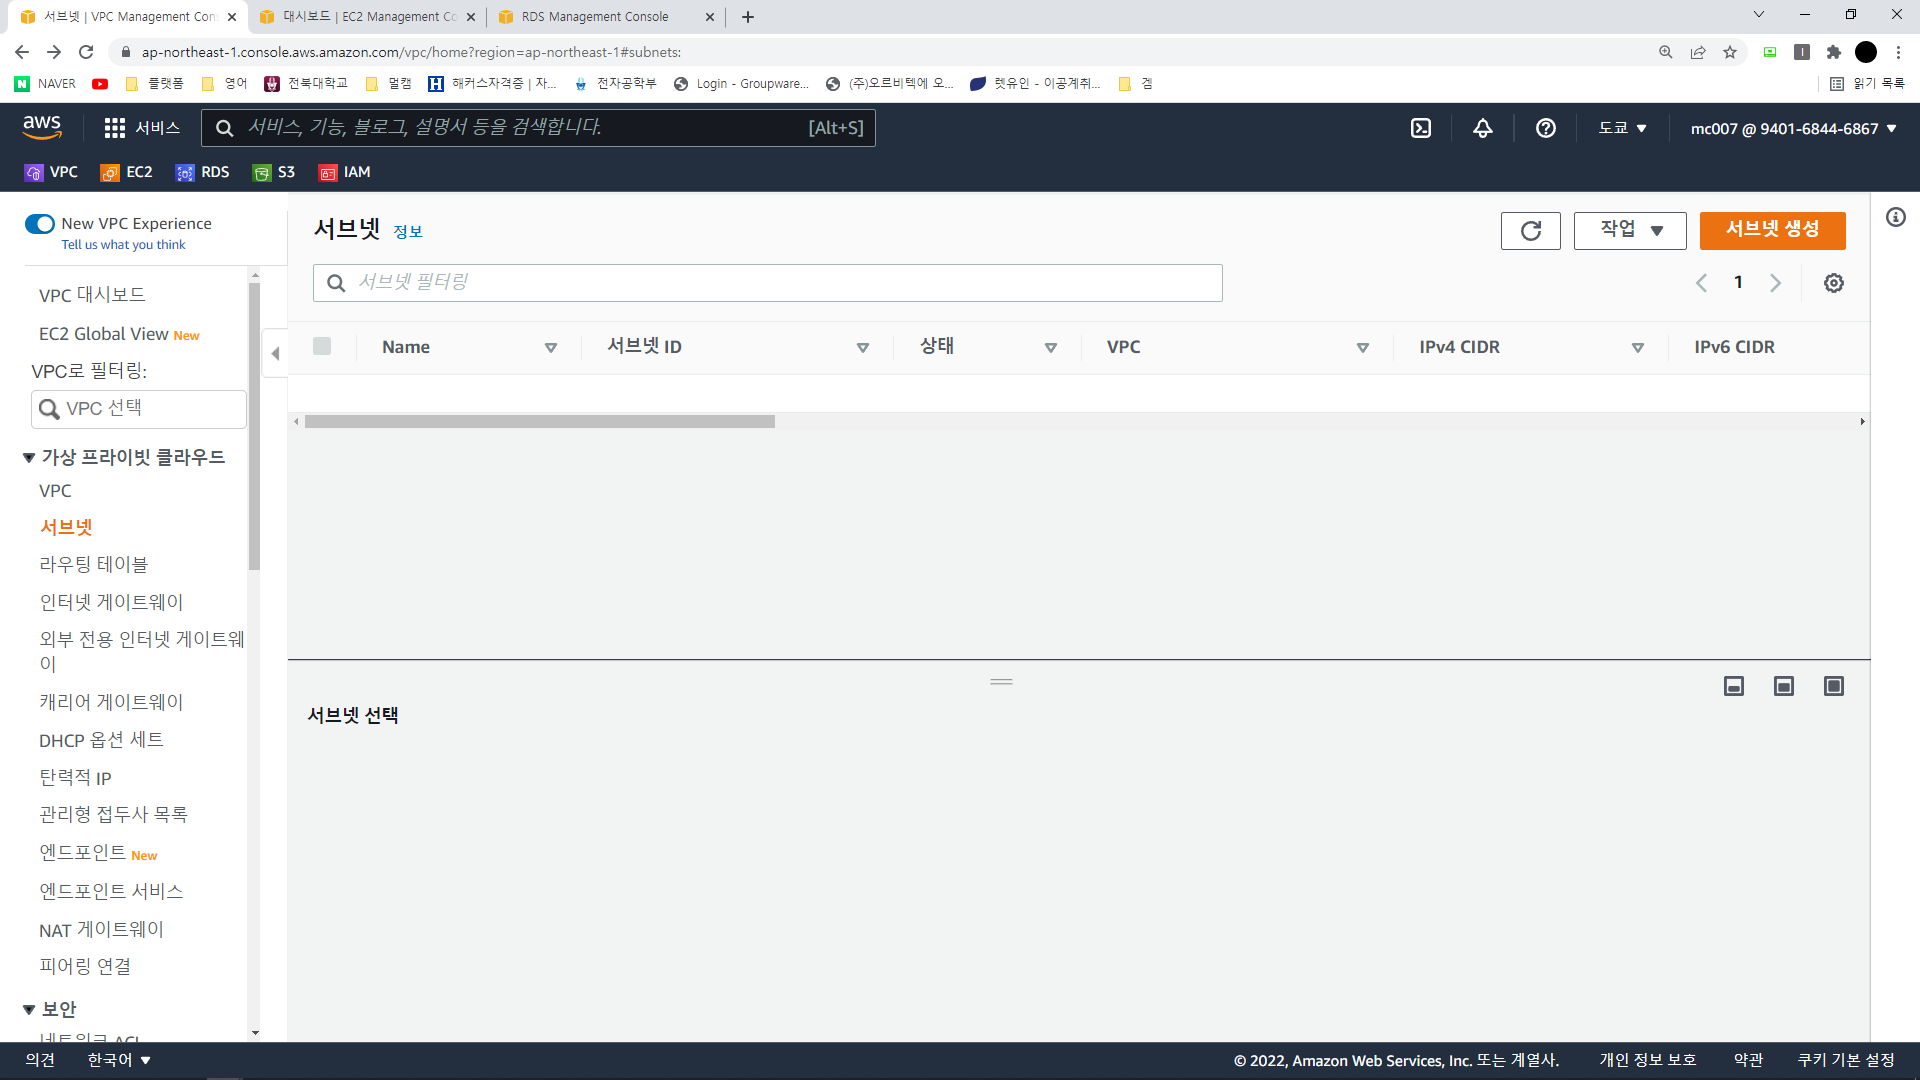 서브넷 | VPC Management Con
대시보드 | EC2 Management Co
RDS Management Console
ap-northeast-1.console.aws.amazon.com/vpc/home?region=ap-northeast-1#subnets:
NAVER
플랫폼
영어
전북대학교
멀캠
해커스자격증 | 자...
전자공학부
Login - Groupware...
(주)오르비텍에 오...
렛유인 - 이공계취...
겜
읽기 목록
aws
서비스
서비스, 기능, 블로그, 설명서 등을 검색합니다.
[Alt+S]
도쿄
mc007 @ 9401-6844-6867
VPC
EC2
RDS
S3
IAM
New VPC Experience
Tell us what you think
VPC 대시보드
EC2 Global View New
VPC로 필터링:
VPC 선택
가상 프라이빗 클라우드
VPC
서브넷
라우팅 테이블
인터넷 게이트웨이
외부 전용 인터넷 게이트웨
이
캐리어 게이트웨이
DHCP 옵션 세트
탄력적 IP
관리형 접두사 목록
엔드포인트 New
엔드포인트 서비스
NAT 게이트웨이
피어링 연결
보안
네트워크 ACL
서브넷 정보
작업
서브넷 생성
서브넷 필터링
1
Name
서브넷 ID
상태
VPC
IPv4 CIDR
IPv6 CIDR
서브넷 선택
의견
한국어
© 2022, Amazon Web Services, Inc. 또는 계열사.
개인 정보 보호
약관
쿠키 기본 설정